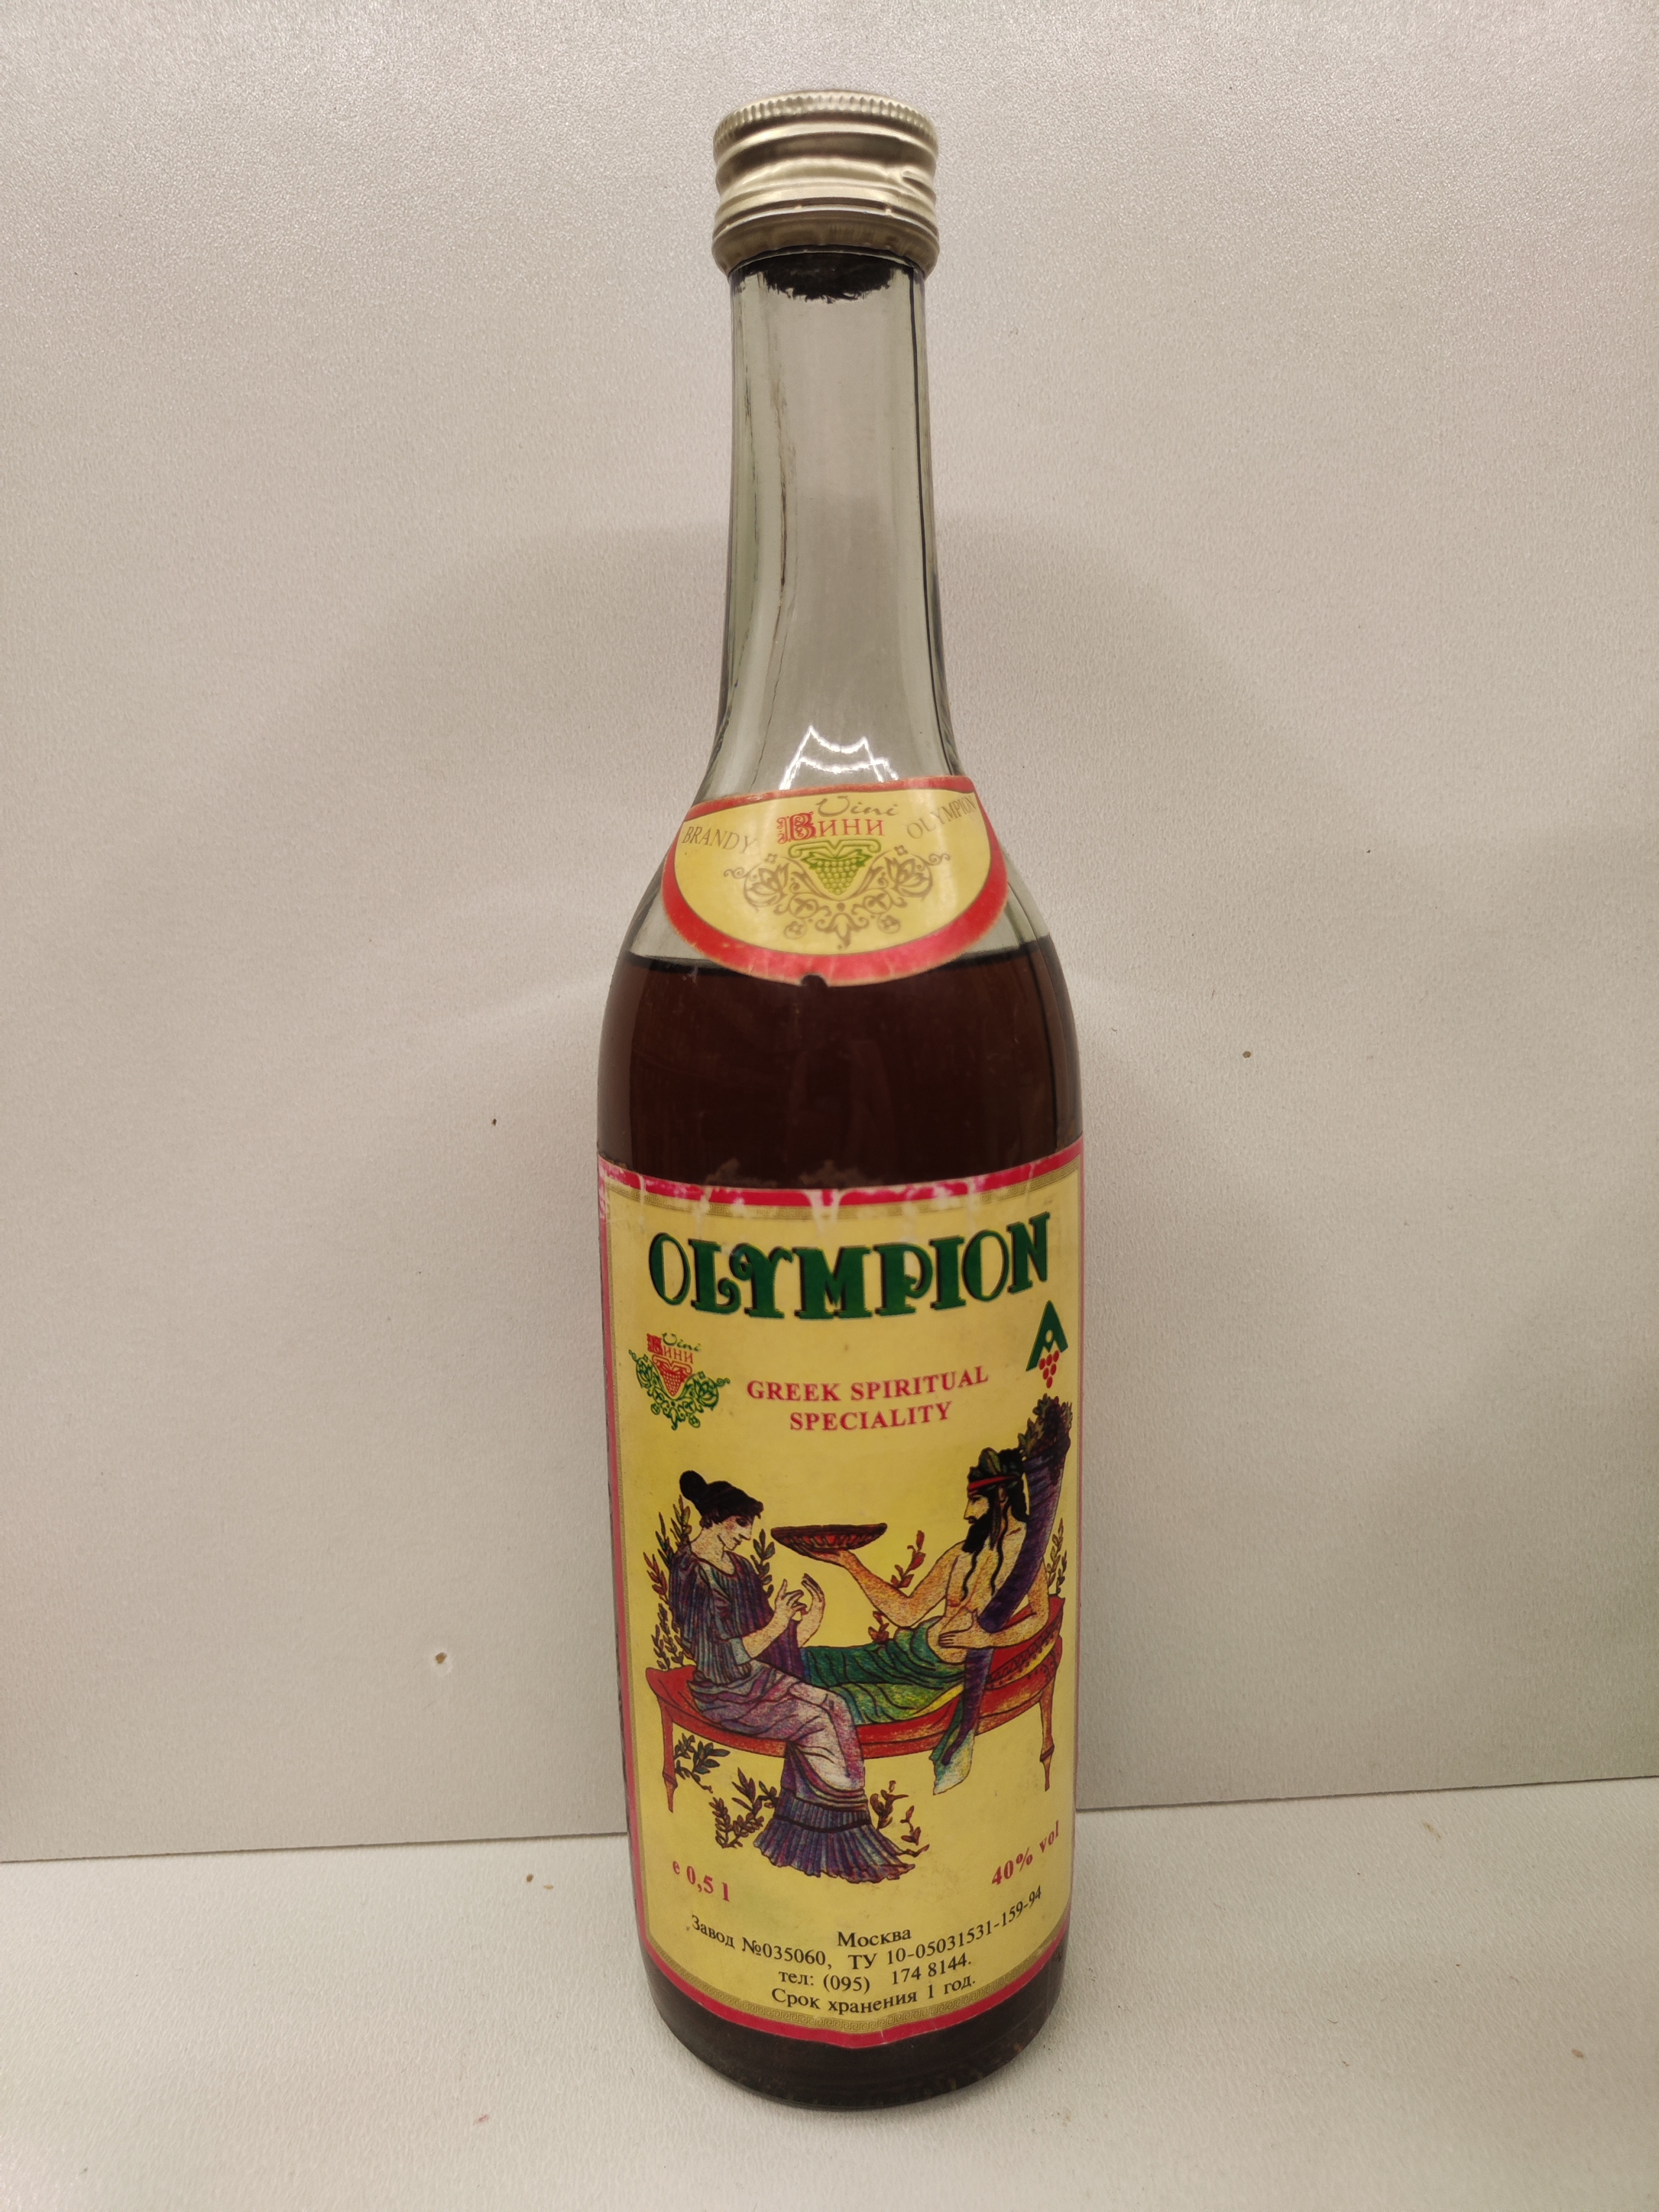 Vini
BRANDY ВИНИ OLYMPION
OLYMPION
Vini
Вини
GREEK SPIRITUAL
SPECIALITY
e 0,5 l 40% vol
Москва
Завод №035060, ТУ 10-05031531-159-94
тел: (095) 174 8144.
Срок хранения 1 год.